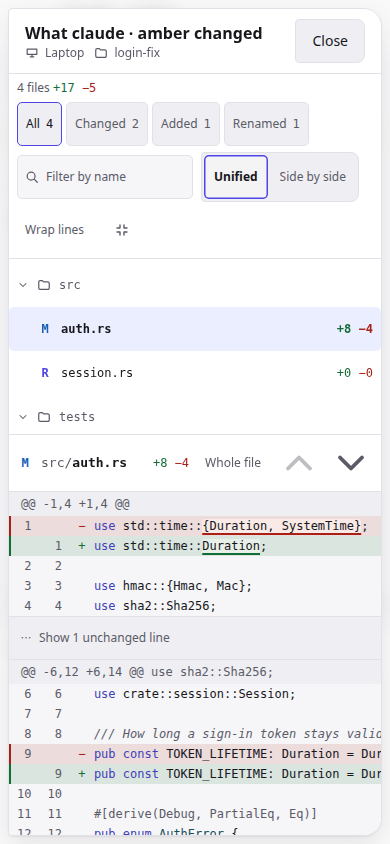 What claude · amber changed
Laptop login-fix
Close
4 files +17 −5
All 4
Changed 2
Added 1
Renamed 1
Filter by name
Unified
Side by side
Wrap lines
src
M auth.rs +8 −4
R session.rs +0 −0
tests
M src/auth.rs +8 −4 Whole file
@@ -1,4 +1,4 @@
1 − use std::time::{Duration, SystemTime};
1 + use std::time::Duration;
2 2
3 3 use hmac::{Hmac, Mac};
4 4 use sha2::Sha256;
··· Show 1 unchanged line
@@ -6,12 +6,14 @@ use sha2::Sha256;
6 6 use crate::session::Session;
7 7
8 8 /// How long a sign-in token stays valid
9 − pub const TOKEN_LIFETIME: Duration = Dur
9 + pub const TOKEN_LIFETIME: Duration = Dur
10 10
11 11 #[derive(Debug, PartialEq, Eq)]
12 12 pub enum AuthError {